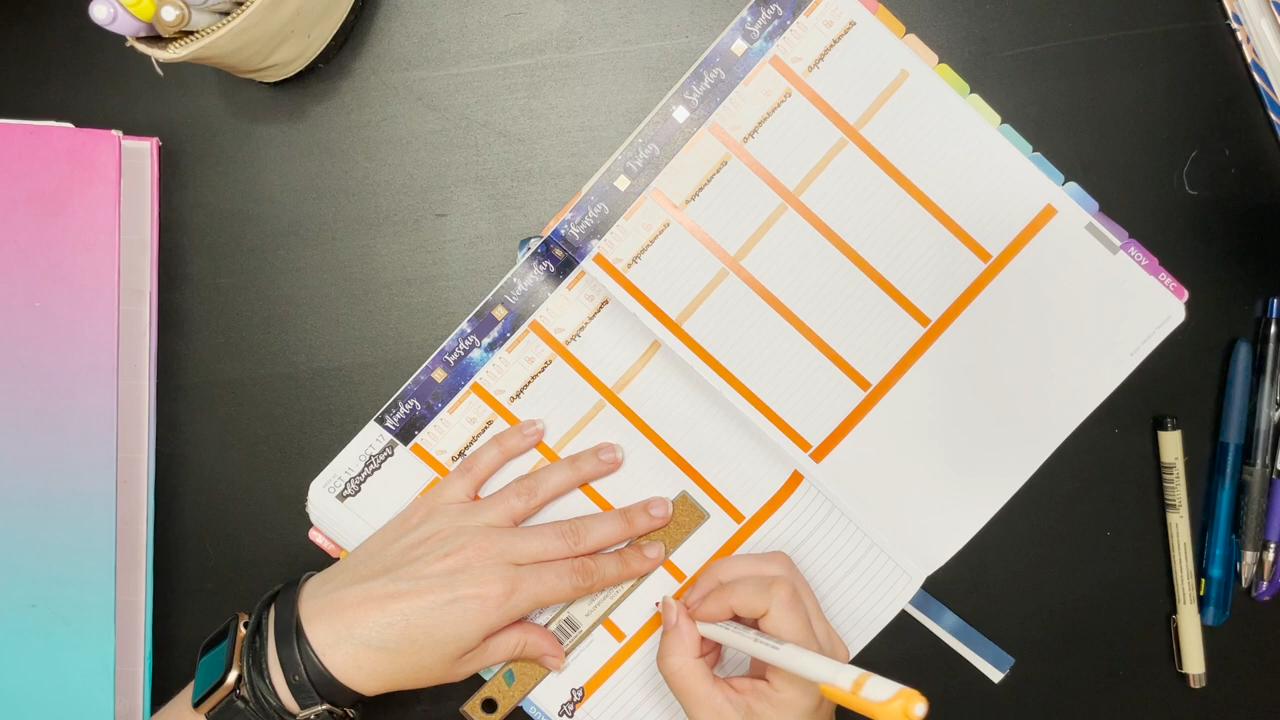 OCT 11 - OCT 17
affirmation
Monday
Tuesday
Wednesday
Thursday
Friday
Saturday
Sunday
appointments
appointments
appointments
appointments
appointments
appointments
appointments
to do
NOV
DEC
AUG